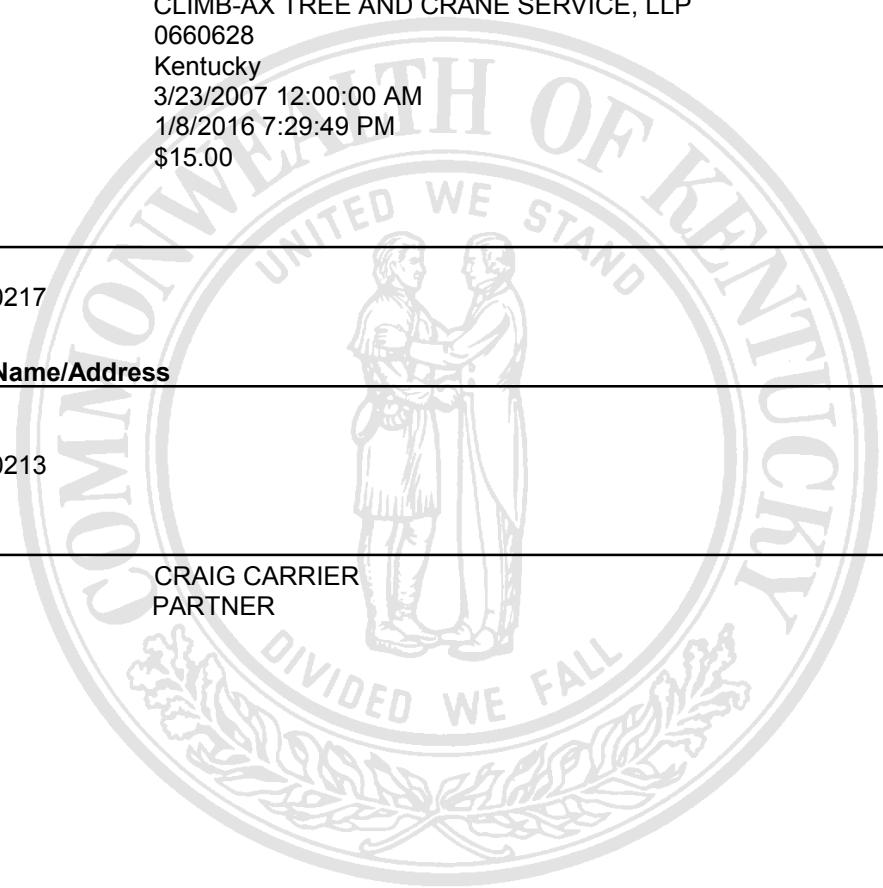 CLIMB-AX TREE AND CRANE SERVICE, LLP
0660628
Kentucky
3/23/2007 12:00:00 AM
1/8/2016 7:29:49 PM
$15.00
COMMONWEALTH OF KENTUCKY
UNITED WE STAND
0217
Name/Address
0213
CRAIG CARRIER
PARTNER
DIVIDED WE FALL